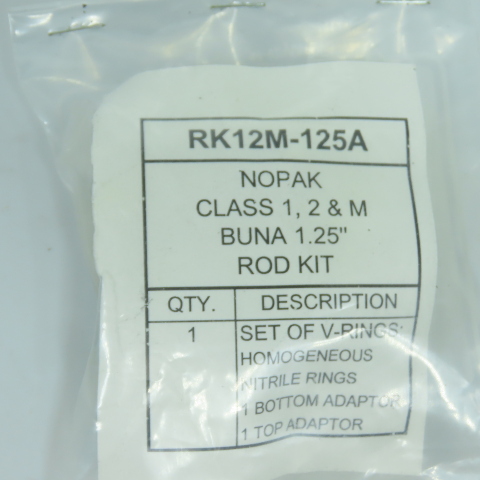 RK12M-125A
NOPAK
CLASS 1, 2 & M
BUNA 1.25"
ROD KIT
QTY. DESCRIPTION
1 SET OF V-RINGS:
HOMOGENEOUS
NITRILE RINGS
1 BOTTOM ADAPTOR
1 TOP ADAPTOR